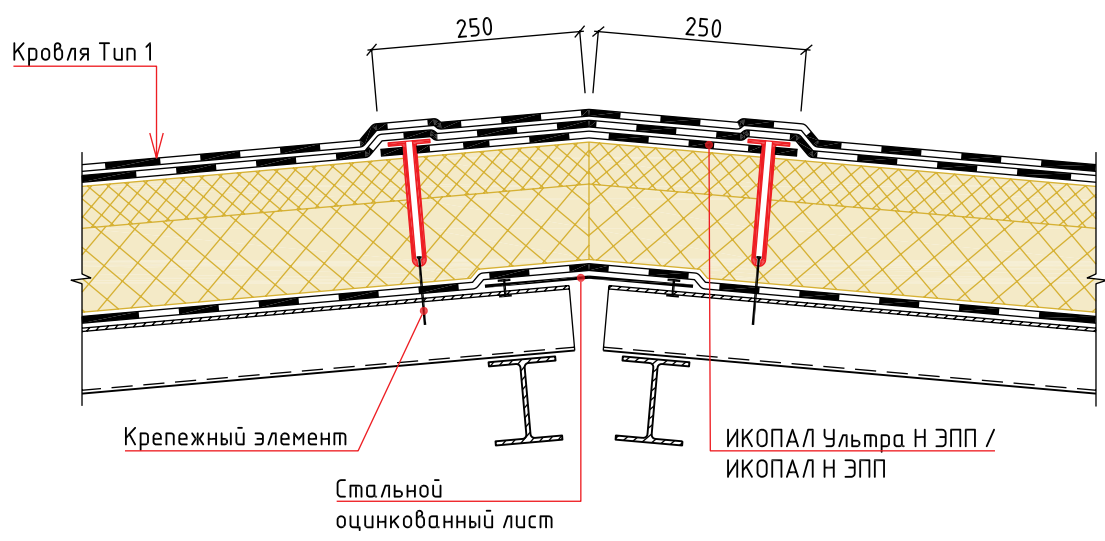 250
250
Кровля Тип 1
Крепежный элемент
ИКОПАЛ Ультра Н ЭПП /
ИКОПАЛ Н ЭПП
Стальной
оцинкованный лист